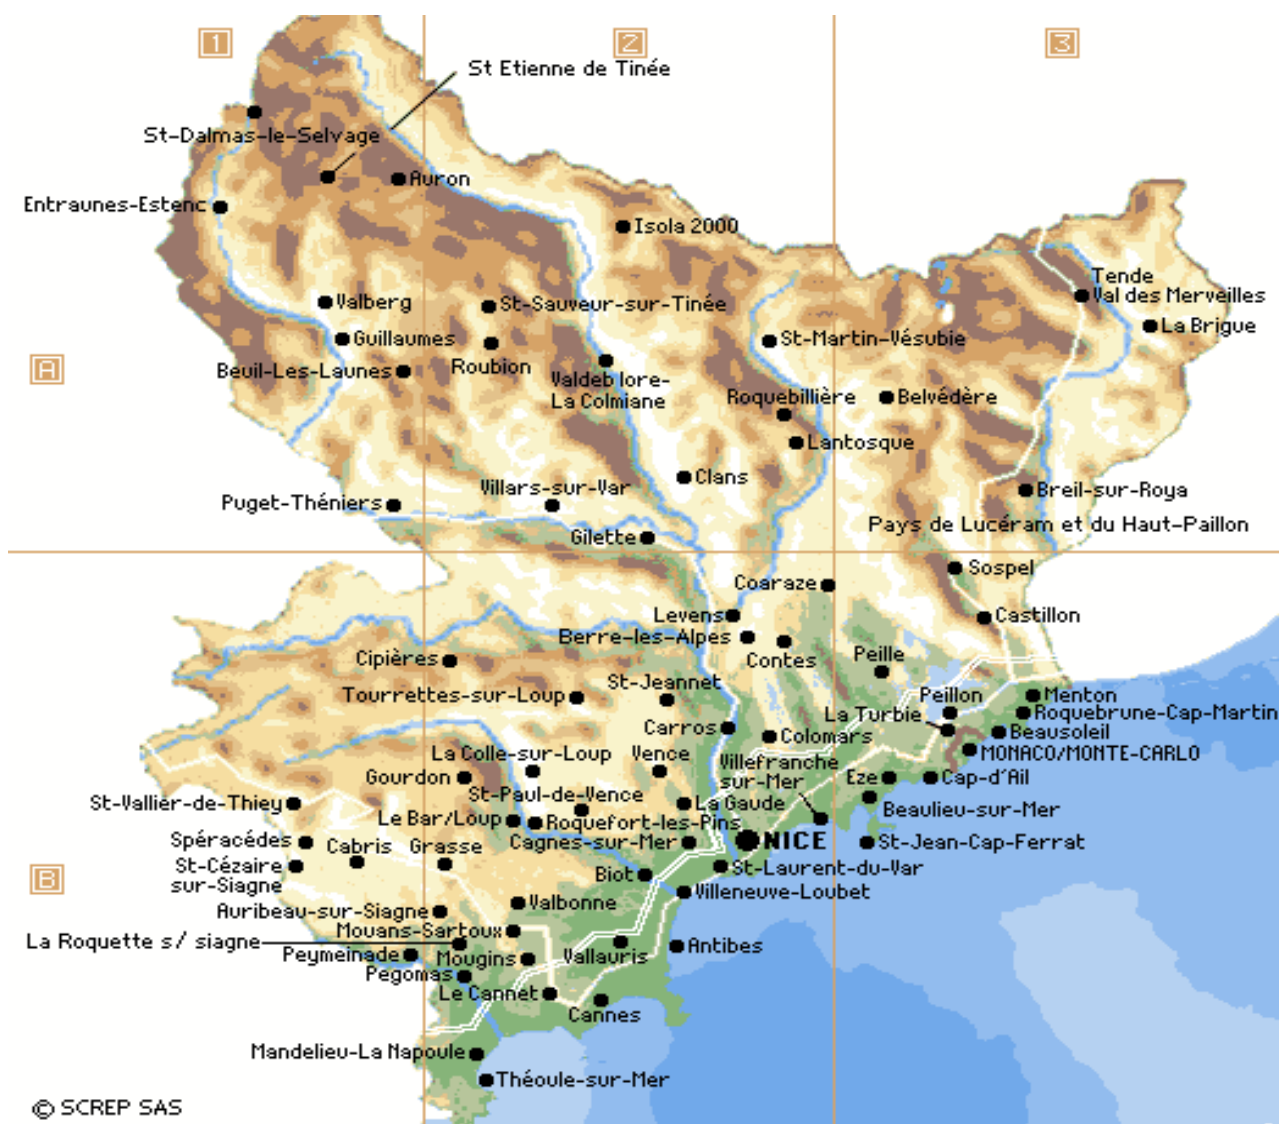 1
2
3
St Etienne de Tinée
St-Dalmas-le-Selvage
Auron
Entraunes-Estenc
Isola 2000
Tende
Val des Merveilles
Valberg
St-Sauveur-sur-Tinée
La Brigue
Guillaumes
St-Martin-Vésubie
A
Beuil-Les-Launes
Roubion
Valdeblore-
La Colmiane
Roquebillière
Belvédère
Lantosque
Clans
Villars-sur-Var
Puget-Théniers
Breil-sur-Roya
Pays de Lucéram et du Haut-Paillon
Gilette
Sospel
Coaraze
Levens
Castillon
Berre-les-Alpes
Contes
Cipières
Peille
St-Jeannet
Tourrettes-sur-Loup
Peillon
Menton
La Turbie
Roquebrune-Cap-Martin
Carros
Colomars
Beausoleil
La Colle-sur-Loup
Vence
Villefranche
sur-Mer
MONACO/MONTE-CARLO
Gourdon
Eze
Cap-d'Ail
St-Paul-de-Vence
St-Vallier-de-Thiey
La Gaude
Beaulieu-sur-Mer
Le Bar/Loup
Roquefort-les-Pins
Spéracédes
Cabris
Grasse
Cagnes-sur-Mer
NICE
St-Jean-Cap-Ferrat
St-Cézaire
sur-Siagne
B
Biot
St-Laurent-du-Var
Villeneuve-Loubet
Valbonne
Auribeau-sur-Siagne
Mouans-Sartoux
La Roquette s/ siagne
Peymeinade
Mougins
Vallauris
Antibes
Pegomas
Le Cannet
Cannes
Mandelieu-La Napoule
Théoule-sur-Mer
© SCREP SAS